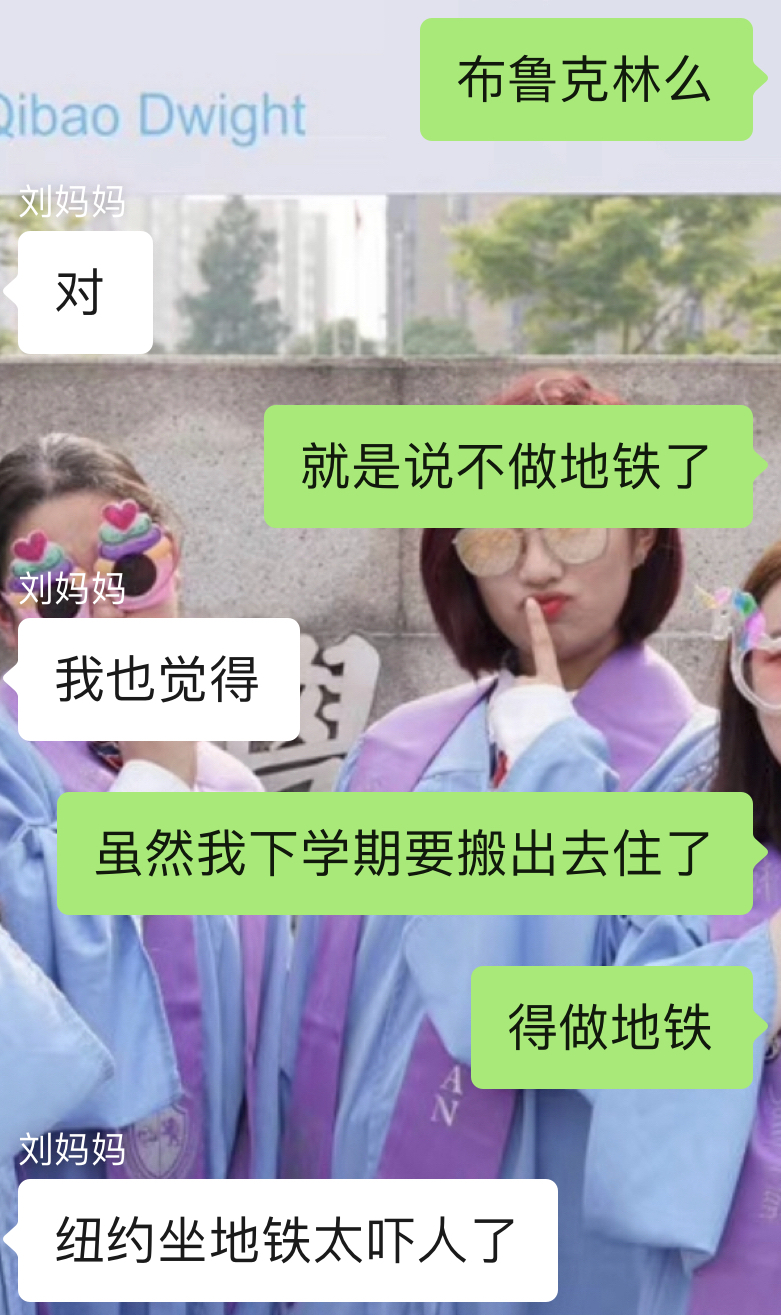 布鲁克林么
Qibao Dwight
刘妈妈
对
就是说不做地铁了
刘妈妈
我也觉得
學
虽然我下学期要搬出去住了
得做地铁
A
N
刘妈妈
纽约坐地铁太吓人了